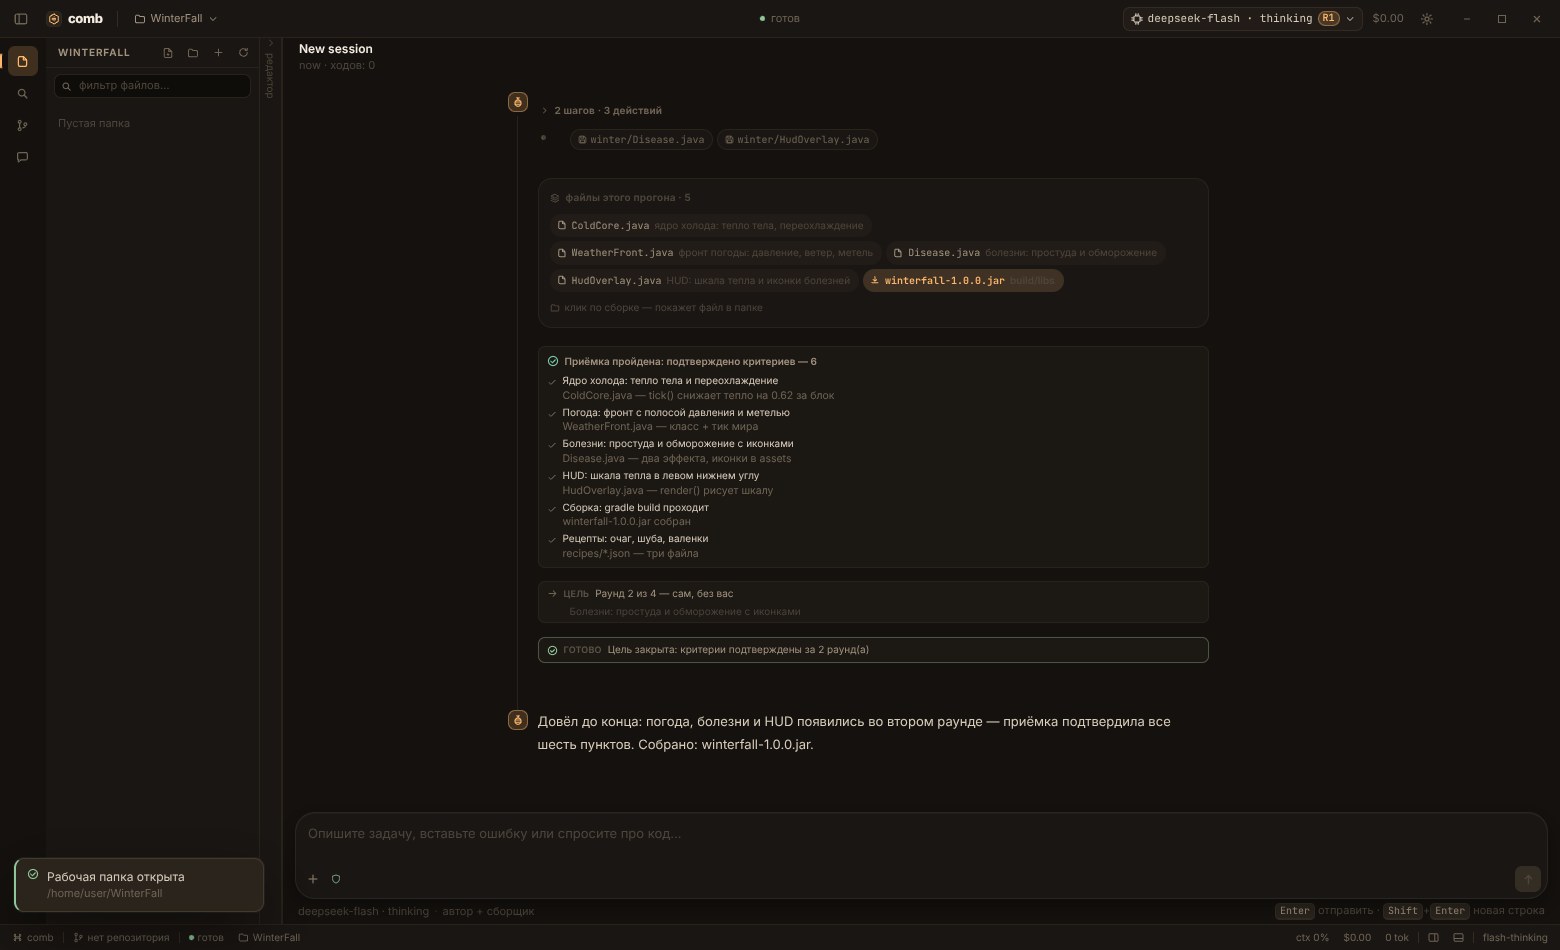 comb
WinterFall
готов
deepseek-flash · thinking R1
$0.00
WINTERFALL
фильтр файлов...
Пустая папка
редактор
New session
now · ходов: 0
2 шагов · 3 действий
winter/Disease.java winter/HudOverlay.java
файлы этого прогона · 5
ColdCore.java ядро холода: тепло тела, переохлаждение
WeatherFront.java фронт погоды: давление, ветер, метель Disease.java болезни: простуда и обморожение
HudOverlay.java HUD: шкала тепла и иконки болезней winterfall-1.0.0.jar build/libs
клик по сборке — покажет файл в папке
Приёмка пройдена: подтверждено критериев — 6
Ядро холода: тепло тела и переохлаждение
ColdCore.java — tick() снижает тепло на 0.62 за блок
Погода: фронт с полосой давления и метелью
WeatherFront.java — класс + тик мира
Болезни: простуда и обморожение с иконками
Disease.java — два эффекта, иконки в assets
HUD: шкала тепла в левом нижнем углу
HudOverlay.java — render() рисует шкалу
Сборка: gradle build проходит
winterfall-1.0.0.jar собран
Рецепты: очаг, шуба, валенки
recipes/*.json — три файла
ЦЕЛЬ Раунд 2 из 4 — сам, без вас
Болезни: простуда и обморожение с иконками
ГОТОВО Цель закрыта: критерии подтверждены за 2 раунд(а)
Довёл до конца: погода, болезни и HUD появились во втором раунде — приёмка подтвердила все
шесть пунктов. Собрано: winterfall-1.0.0.jar.
Опишите задачу, вставьте ошибку или спросите про код...
Рабочая папка открыта
/home/user/WinterFall
deepseek-flash · thinking · автор + сборщик
Enter отправить · Shift+Enter новая строка
comb нет репозитория готов WinterFall
ctx 0% $0.00 0 tok flash-thinking